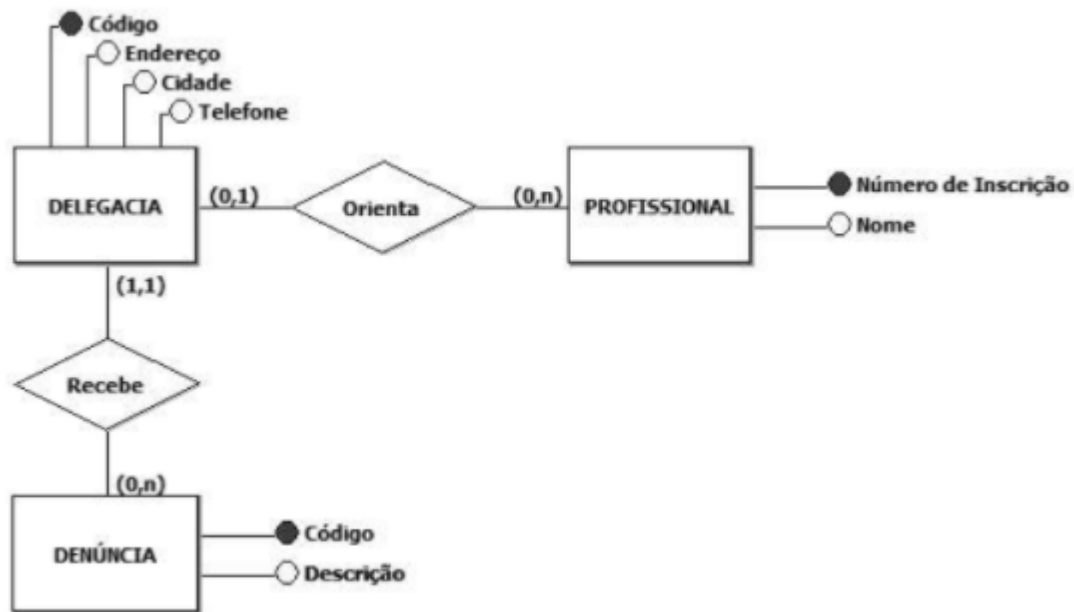 Código
Endereço
Cidade
Telefone
DELEGACIA
(0,1)
Orienta
(0,n)
PROFISSIONAL
Número de Inscrição
Nome
(1,1)
Recebe
(0,n)
DENÚNCIA
Código
Descrição